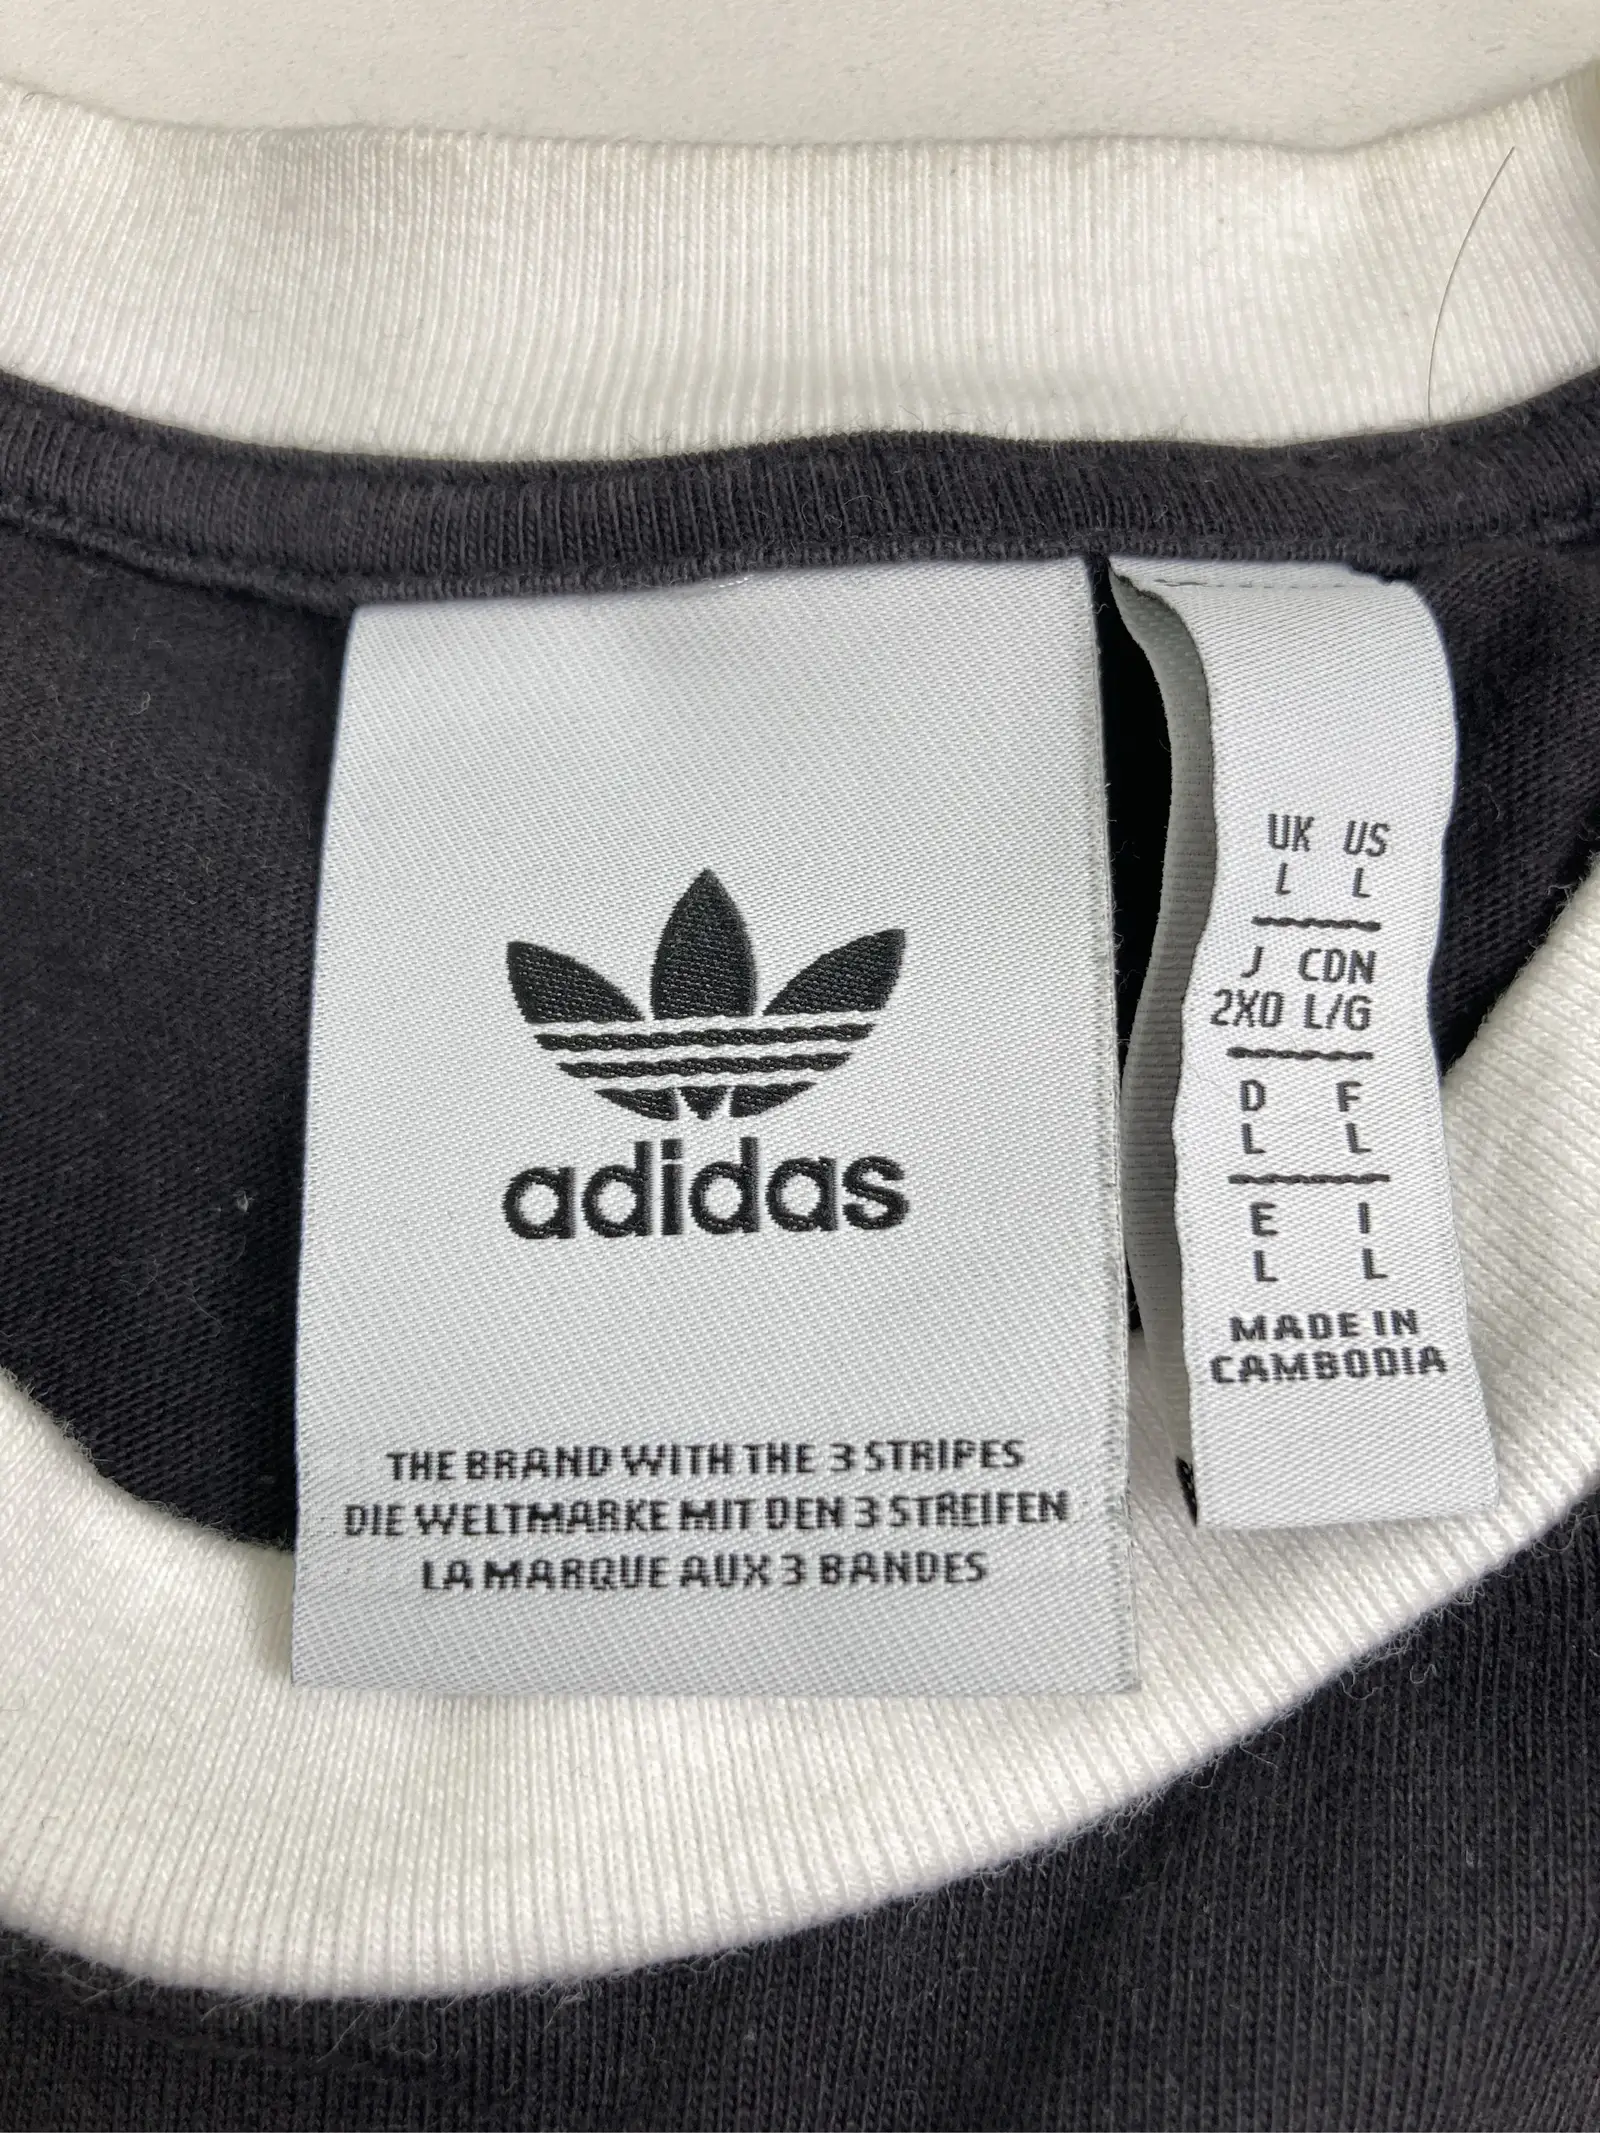 adidas
THE BRAND WITH THE 3 STRIPES
DIE WELTMARKE MIT DEN 3 STREIFEN
LA MARQUE AUX 3 BANDES
UK US
L L
J CDN
2XO L/G
D F
L L
E I
L L
MADE IN
CAMBODIA